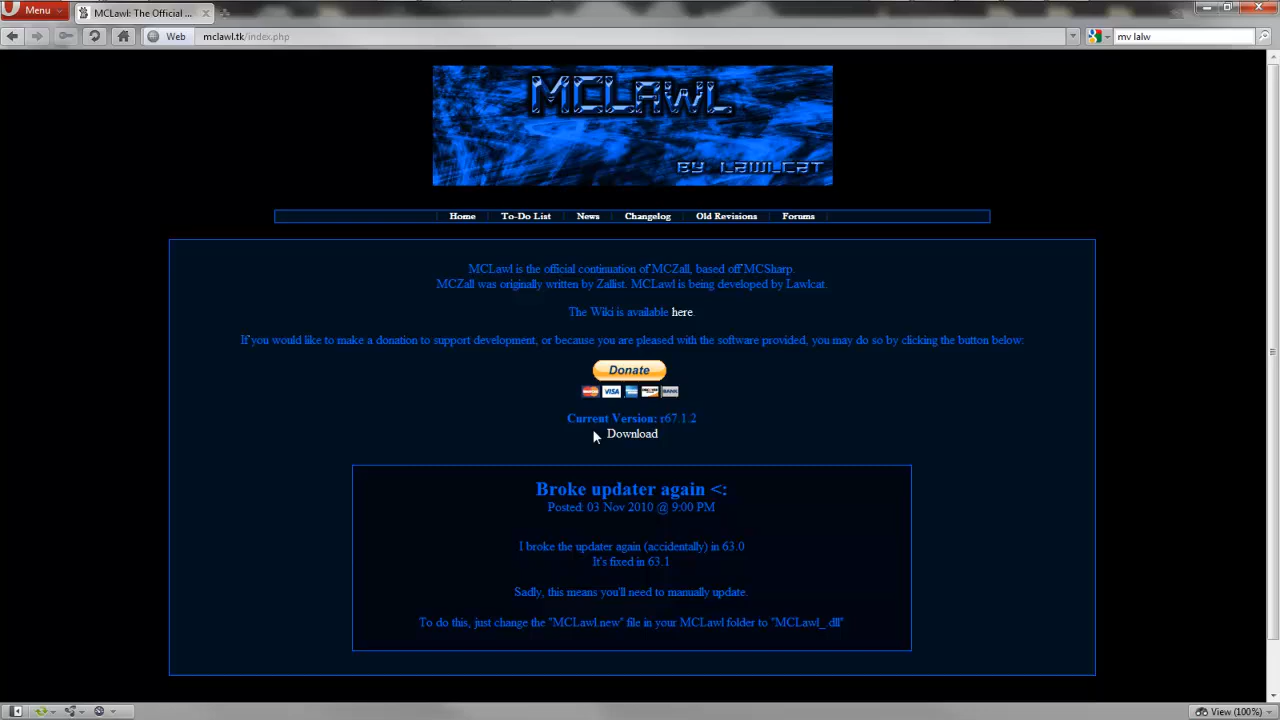 Menu
MCLawl: The Official ...
Web
mclawl.tk/index.php
mv lalw
MCLAWL
BY LAWLCAT
Home
To-Do List
News
Changelog
Old Revisions
Forums
MCLawl is the official continuation of MCZall, based off MCSharp.
MCZall was originally written by Zallist. MCLawl is being developed by Lawlcat.
The Wiki is available here.
If you would like to make a donation to support development, or because you are pleased with the software provided, you may do so by clicking the button below:
Donate
VISA
Current Version: r67.1.2
Download
Broke updater again <:
Posted: 03 Nov 2010 @ 9:00 PM
I broke the updater again (accidentally) in 63.0
It's fixed in 63.1
Sadly, this means you'll need to manually update.
To do this, just change the "MCLawl.new" file in your MCLawl folder to "MCLawl_.dll"
View (100%)